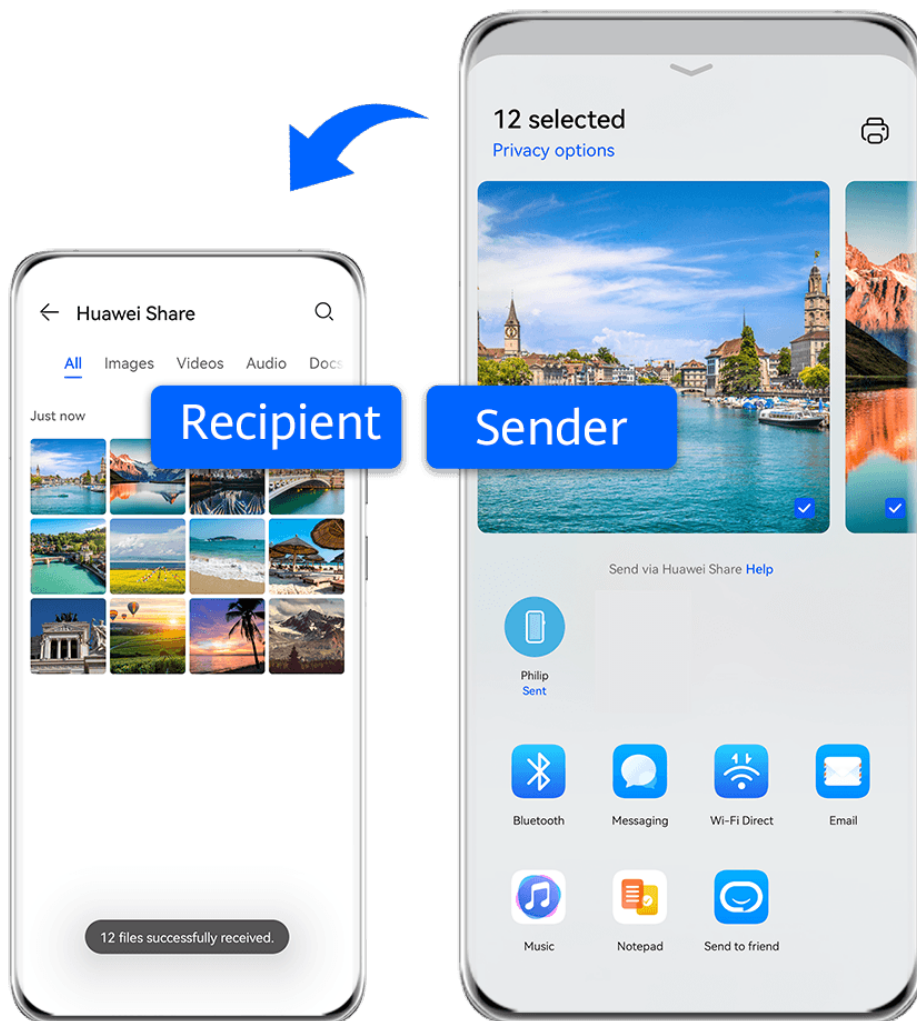 12 selected
Privacy options
Huawei Share
All Images Videos Audio Docs
Recipient Sender
Just now
Send via Huawei Share Help
Philip
Sent
Bluetooth Messaging Wi-Fi Direct Email
Music Notepad Send to friend
12 files successfully received.